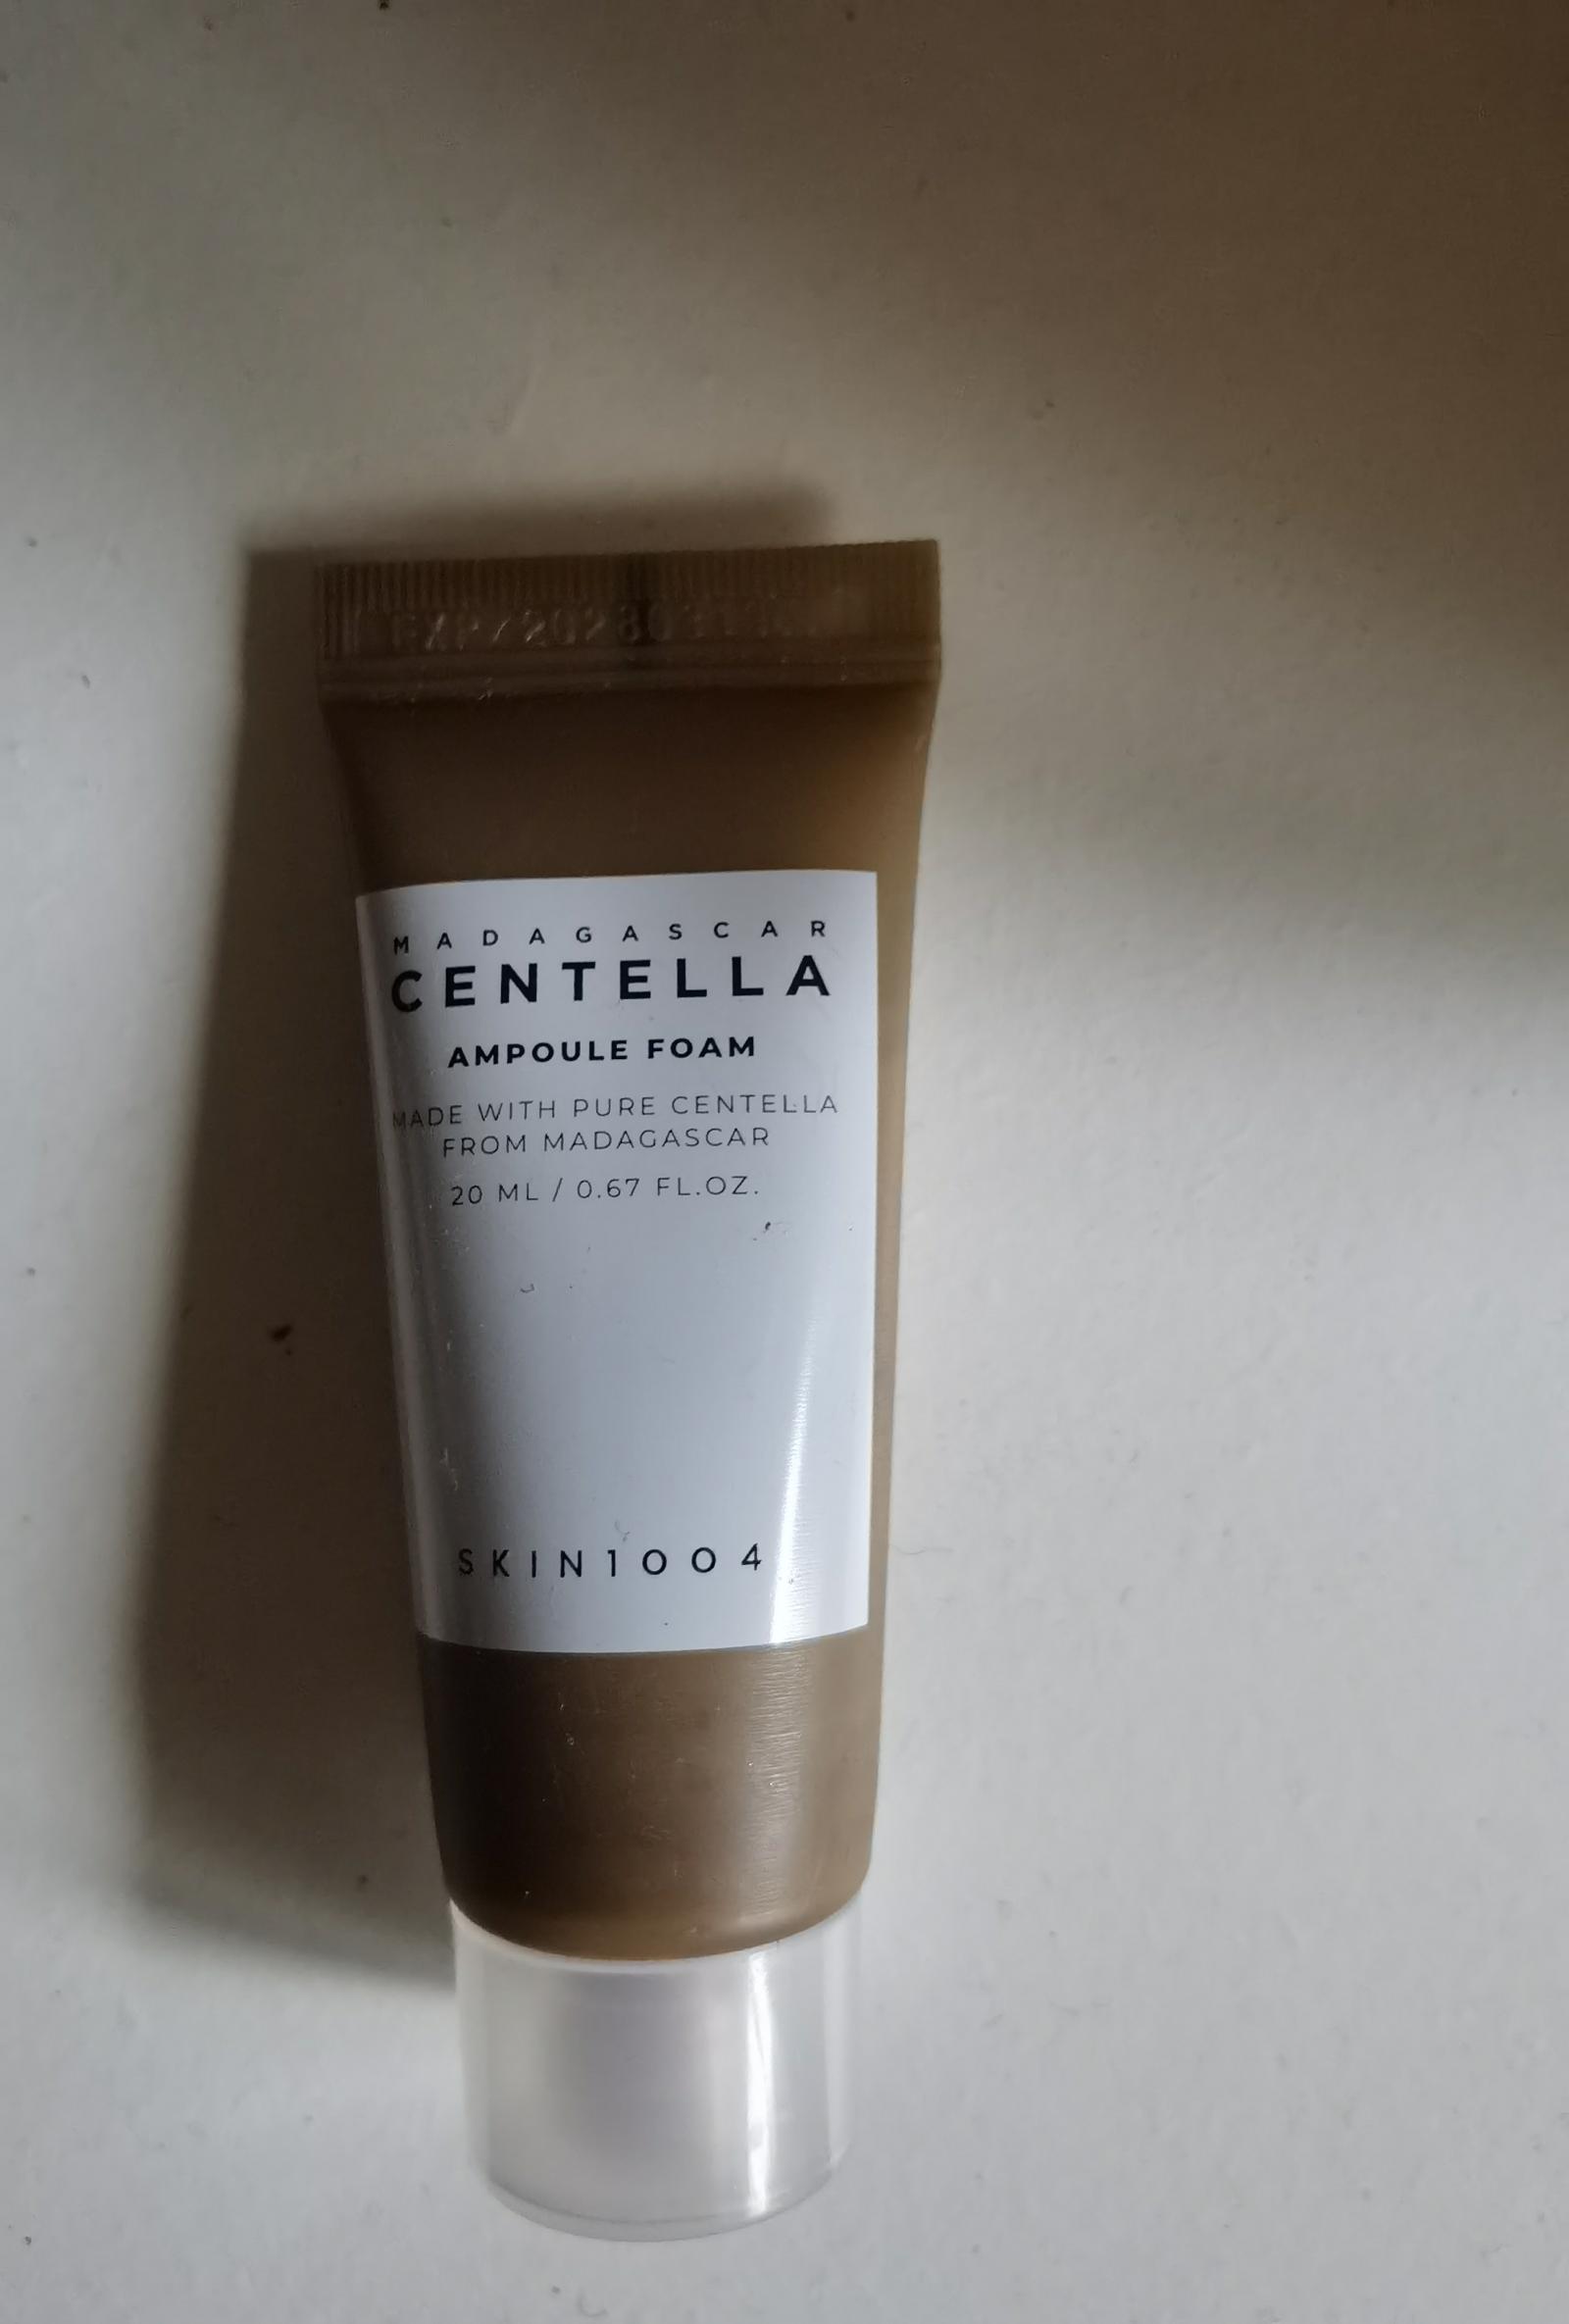 MADAGASCAR
CENTELLA
AMPOULE FOAM
MADE WITH PURE CENTELLA
FROM MADAGASCAR
20 ML / 0.67 FL.OZ.
SKIN1004